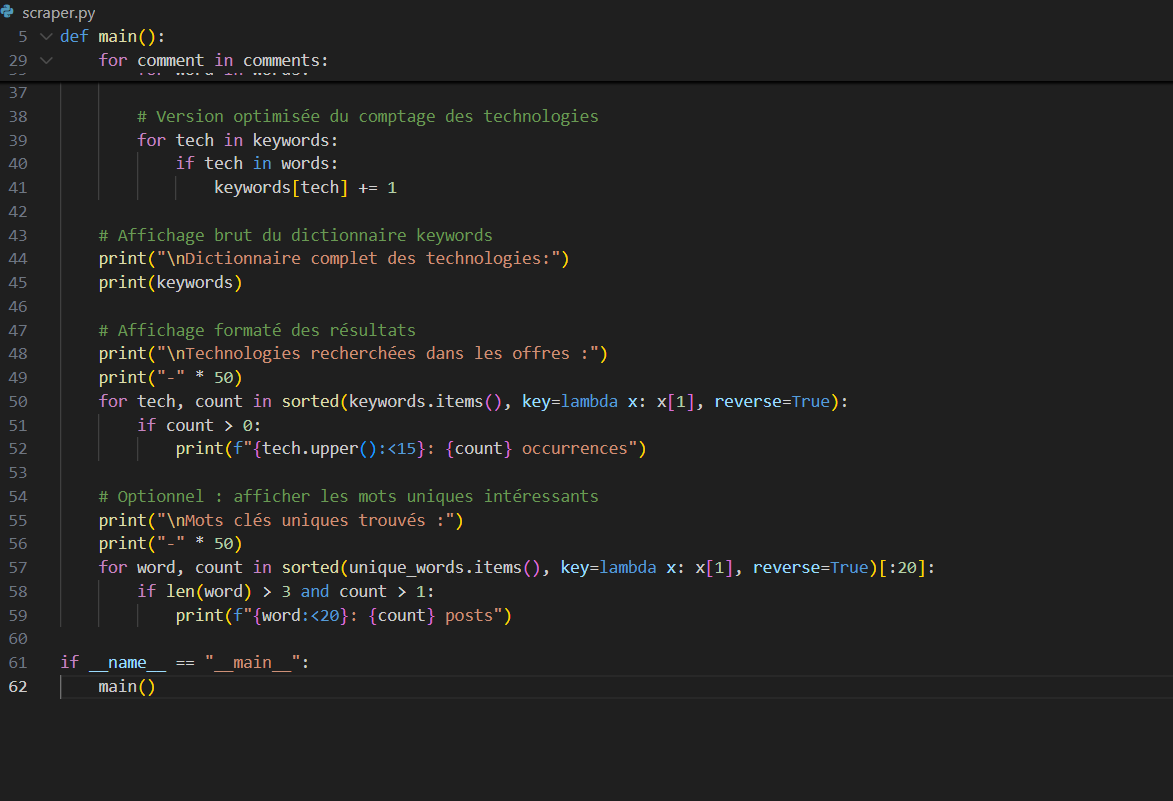 scraper.py
5 def main():
29 for comment in comments:
37
38 # Version optimisée du comptage des technologies
39 for tech in keywords:
40 if tech in words:
41 keywords[tech] += 1
42
43 # Affichage brut du dictionnaire keywords
44 print("\nDictionnaire complet des technologies:")
45 print(keywords)
46
47 # Affichage formaté des résultats
48 print("\nTechnologies recherchées dans les offres :")
49 print("-" * 50)
50 for tech, count in sorted(keywords.items(), key=lambda x: x[1], reverse=True):
51 if count > 0:
52 print(f"{tech.upper():<15}: {count} occurrences")
53
54 # Optionnel : afficher les mots uniques intéressants
55 print("\nMots clés uniques trouvés :")
56 print("-" * 50)
57 for word, count in sorted(unique_words.items(), key=lambda x: x[1], reverse=True)[:20]:
58 if len(word) > 3 and count > 1:
59 print(f"{word:<20}: {count} posts")
60
61 if __name__ == "__main__":
62 main()